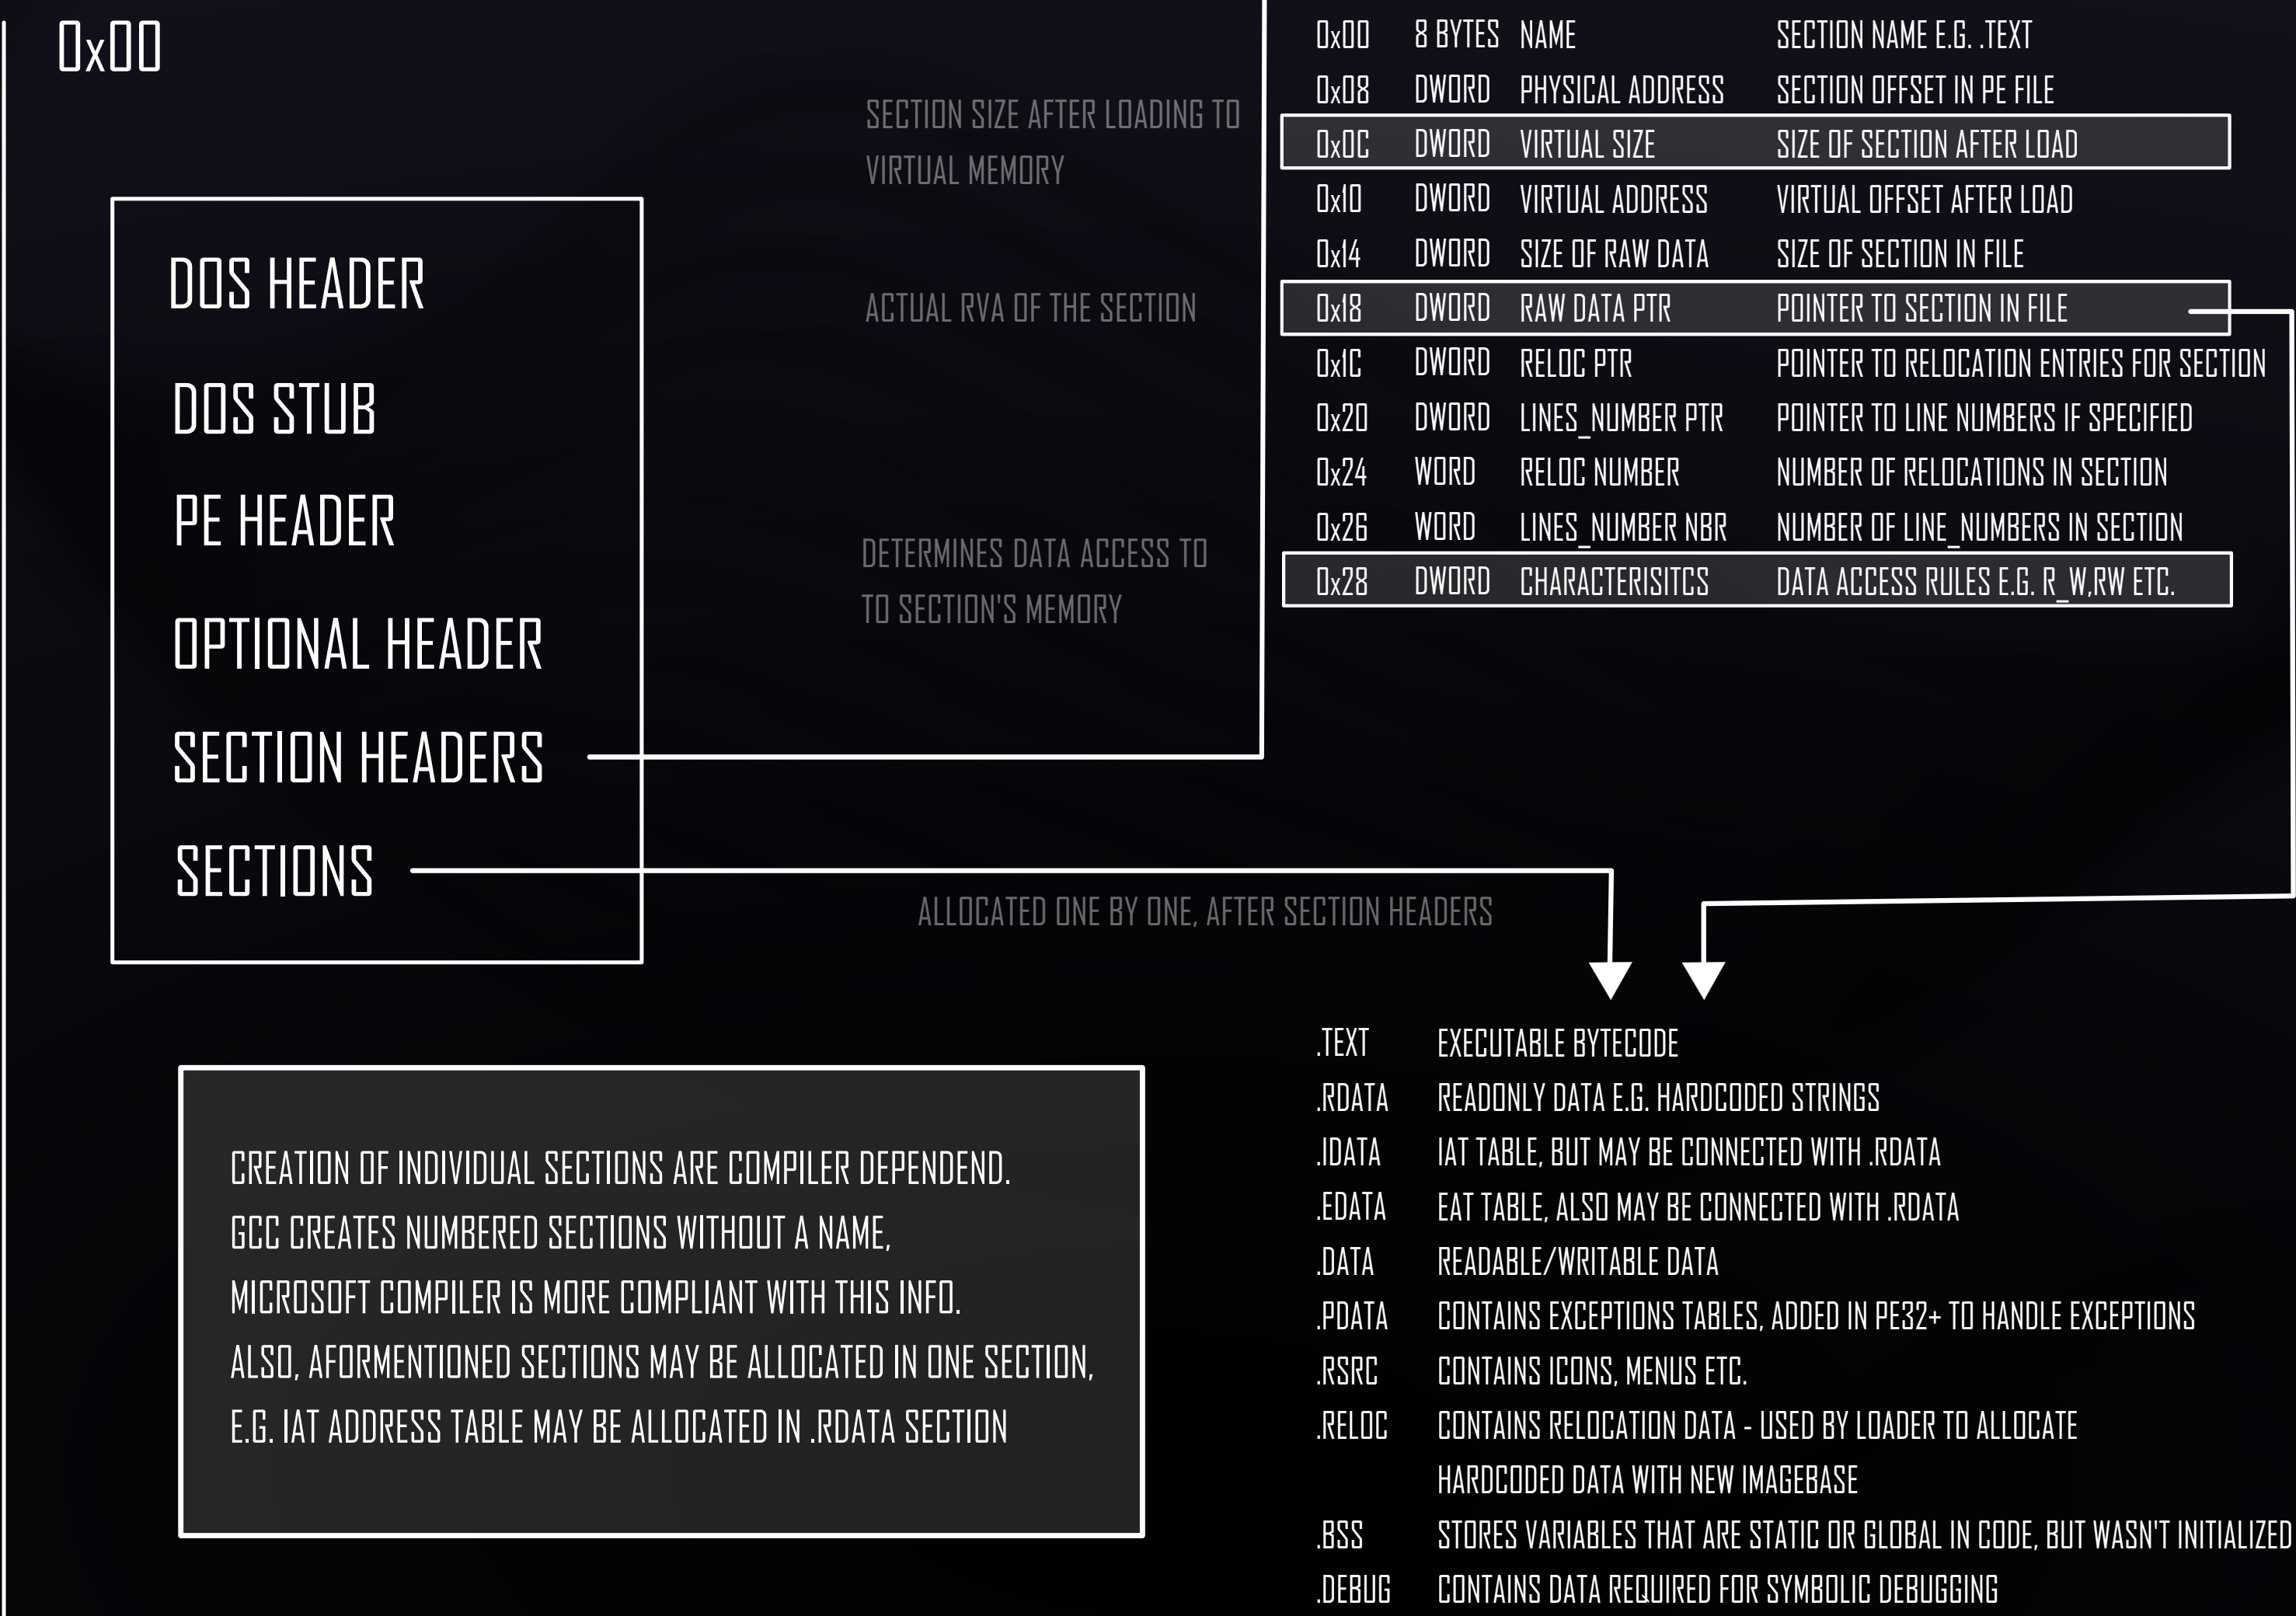 0x00
DOS HEADER
DOS STUB
PE HEADER
OPTIONAL HEADER
SECTION HEADERS
SECTIONS
SECTION SIZE AFTER LOADING TO
VIRTUAL MEMORY
ACTUAL RVA OF THE SECTION
DETERMINES DATA ACCESS TO
TO SECTION'S MEMORY
0x00 8 BYTES NAME SECTION NAME E.G. .TEXT
0x08 DWORD PHYSICAL ADDRESS SECTION OFFSET IN PE FILE
0x0C DWORD VIRTUAL SIZE SIZE OF SECTION AFTER LOAD
0x10 DWORD VIRTUAL ADDRESS VIRTUAL OFFSET AFTER LOAD
0x14 DWORD SIZE OF RAW DATA SIZE OF SECTION IN FILE
0x18 DWORD RAW DATA PTR POINTER TO SECTION IN FILE
0x1C DWORD RELOC PTR POINTER TO RELOCATION ENTRIES FOR SECTION
0x20 DWORD LINES_NUMBER PTR POINTER TO LINE NUMBERS IF SPECIFIED
0x24 WORD RELOC NUMBER NUMBER OF RELOCATIONS IN SECTION
0x26 WORD LINES_NUMBER NBR NUMBER OF LINE_NUMBERS IN SECTION
0x28 DWORD CHARACTERISITCS DATA ACCESS RULES E.G. R_W,RW ETC.
ALLOCATED ONE BY ONE, AFTER SECTION HEADERS
CREATION OF INDIVIDUAL SECTIONS ARE COMPILER DEPENDEND.
GCC CREATES NUMBERED SECTIONS WITHOUT A NAME,
MICROSOFT COMPILER IS MORE COMPLIANT WITH THIS INFO.
ALSO, AFORMENTIONED SECTIONS MAY BE ALLOCATED IN ONE SECTION,
E.G. IAT ADDRESS TABLE MAY BE ALLOCATED IN .RDATA SECTION
.TEXT EXECUTABLE BYTECODE
.RDATA READONLY DATA E.G. HARDCODED STRINGS
.IDATA IAT TABLE, BUT MAY BE CONNECTED WITH .RDATA
.EDATA EAT TABLE, ALSO MAY BE CONNECTED WITH .RDATA
.DATA READABLE/WRITABLE DATA
.PDATA CONTAINS EXCEPTIONS TABLES, ADDED IN PE32+ TO HANDLE EXCEPTIONS
.RSRC CONTAINS ICONS, MENUS ETC.
.RELOC CONTAINS RELOCATION DATA - USED BY LOADER TO ALLOCATE
HARDCODED DATA WITH NEW IMAGEBASE
.BSS STORES VARIABLES THAT ARE STATIC OR GLOBAL IN CODE, BUT WASN'T INITIALIZED
.DEBUG CONTAINS DATA REQUIRED FOR SYMBOLIC DEBUGGING